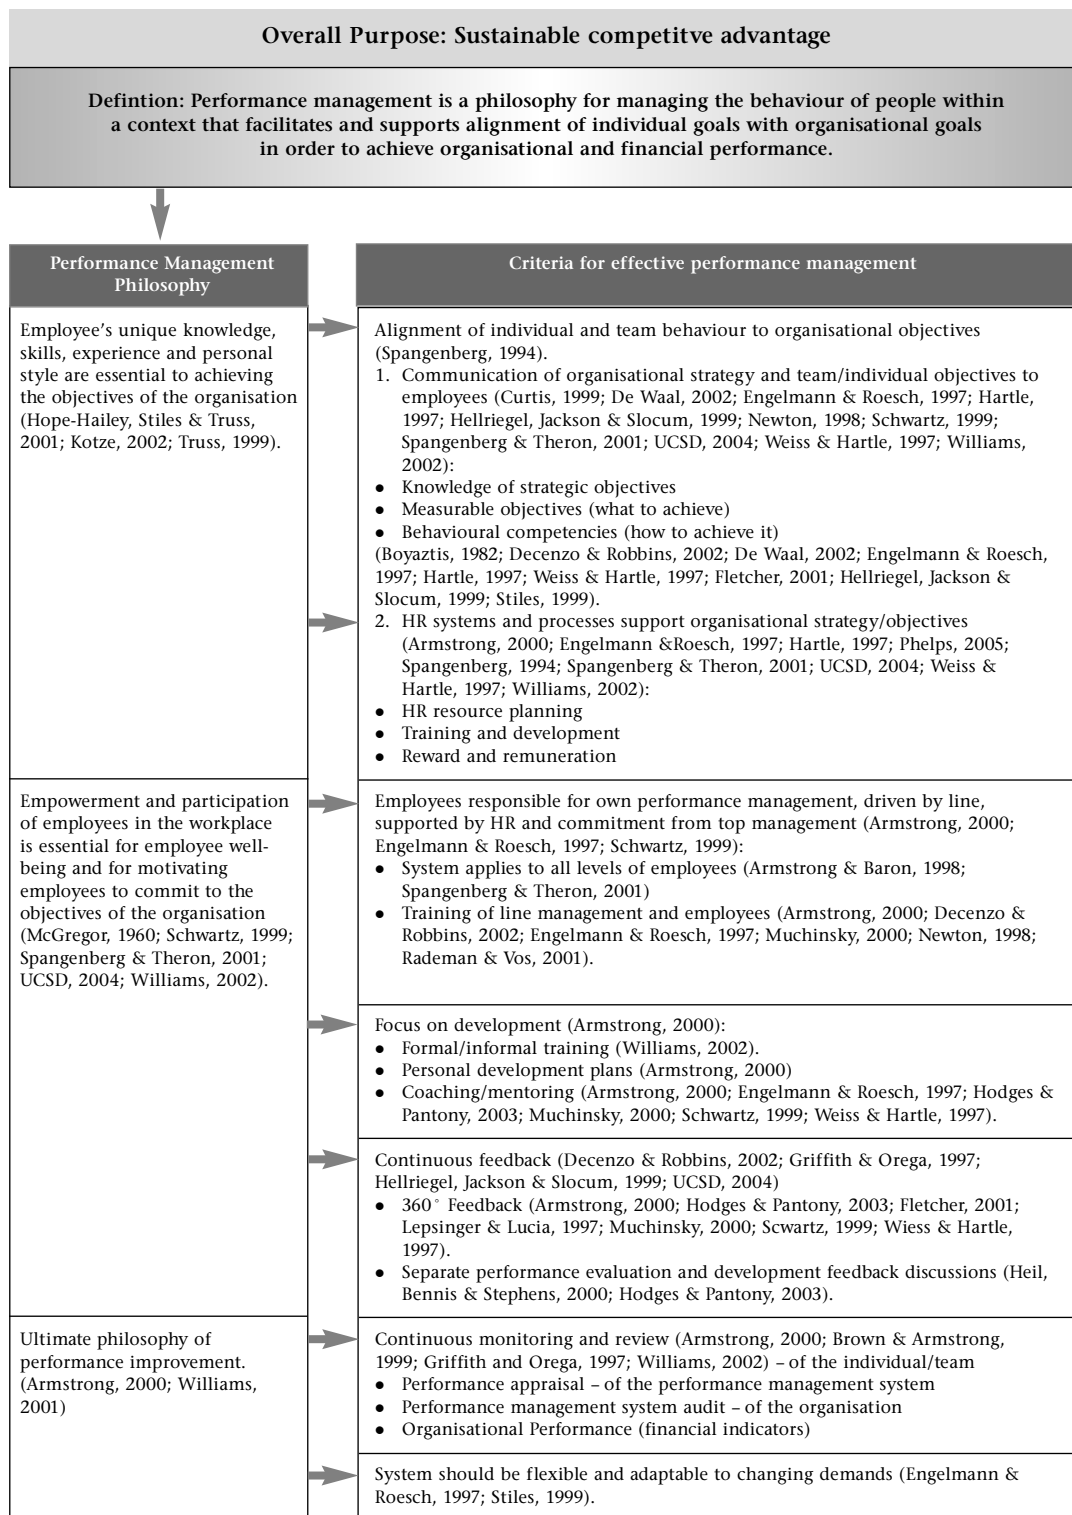 Overall Purpose: Sustainable competitve advantage
Defintion: Performance management is a philosophy for managing the behaviour of people within
a context that facilitates and supports alignment of individual goals with organisational goals
in order to achieve organisational and financial performance.
Performance Management
Philosophy
Criteria for effective performance management
Employee's unique knowledge,
skills, experience and personal
style are essential to achieving
the objectives of the organisation
(Hope-Hailey, Stiles & Truss,
2001; Kotze, 2002; Truss, 1999).
Alignment of individual and team behaviour to organisational objectives
(Spangenberg, 1994).
1. Communication of organisational strategy and team/individual objectives to
employees (Curtis, 1999; De Waal, 2002; Engelmann & Roesch, 1997; Hartle,
1997; Hellriegel, Jackson & Slocum, 1999; Newton, 1998; Schwartz, 1999;
Spangenberg & Theron, 2001; UCSD, 2004; Weiss & Hartle, 1997; Williams,
2002):
● Knowledge of strategic objectives
● Measurable objectives (what to achieve)
● Behavioural competencies (how to achieve it)
(Boyaztis, 1982; Decenzo & Robbins, 2002; De Waal, 2002; Engelmann & Roesch,
1997; Hartle, 1997; Weiss & Hartle, 1997; Fletcher, 2001; Hellriegel, Jackson &
Slocum, 1999; Stiles, 1999).
2. HR systems and processes support organisational strategy/objectives
(Armstrong, 2000; Engelmann &Roesch, 1997; Hartle, 1997; Phelps, 2005;
Spangenberg, 1994; Spangenberg & Theron, 2001; UCSD, 2004; Weiss &
Hartle, 1997; Williams, 2002):
● HR resource planning
● Training and development
● Reward and remuneration
Empowerment and participation
of employees in the workplace
is essential for employee well-
being and for motivating
employees to commit to the
objectives of the organisation
(McGregor, 1960; Schwartz, 1999;
Spangenberg & Theron, 2001;
UCSD, 2004; Williams, 2002).
Employees responsible for own performance management, driven by line,
supported by HR and commitment from top management (Armstrong, 2000;
Engelmann & Roesch, 1997; Schwartz, 1999):
● System applies to all levels of employees (Armstrong & Baron, 1998;
Spangenberg & Theron, 2001)
● Training of line management and employees (Armstrong, 2000; Decenzo &
Robbins, 2002; Engelmann & Roesch, 1997; Muchinsky, 2000; Newton, 1998;
Rademan & Vos, 2001).
Focus on development (Armstrong, 2000):
● Formal/informal training (Williams, 2002).
● Personal development plans (Armstrong, 2000)
● Coaching/mentoring (Armstrong, 2000; Engelmann & Roesch, 1997; Hodges &
Pantony, 2003; Muchinsky, 2000; Schwartz, 1999; Weiss & Hartle, 1997).
Continuous feedback (Decenzo & Robbins, 2002; Griffith & Orega, 1997;
Hellriegel, Jackson & Slocum, 1999; UCSD, 2004)
● 360° Feedback (Armstrong, 2000; Hodges & Pantony, 2003; Fletcher, 2001;
Lepsinger & Lucia, 1997; Muchinsky, 2000; Scwartz, 1999; Wiess & Hartle,
1997).
● Separate performance evaluation and development feedback discussions (Heil,
Bennis & Stephens, 2000; Hodges & Pantony, 2003).
Ultimate philosophy of
performance improvement.
(Armstrong, 2000; Williams,
2001)
Continuous monitoring and review (Armstrong, 2000; Brown & Armstrong,
1999; Griffith and Orega, 1997; Williams, 2002) – of the individual/team
● Performance appraisal – of the performance management system
● Performance management system audit – of the organisation
● Organisational Performance (financial indicators)
System should be flexible and adaptable to changing demands (Engelmann &
Roesch, 1997; Stiles, 1999).